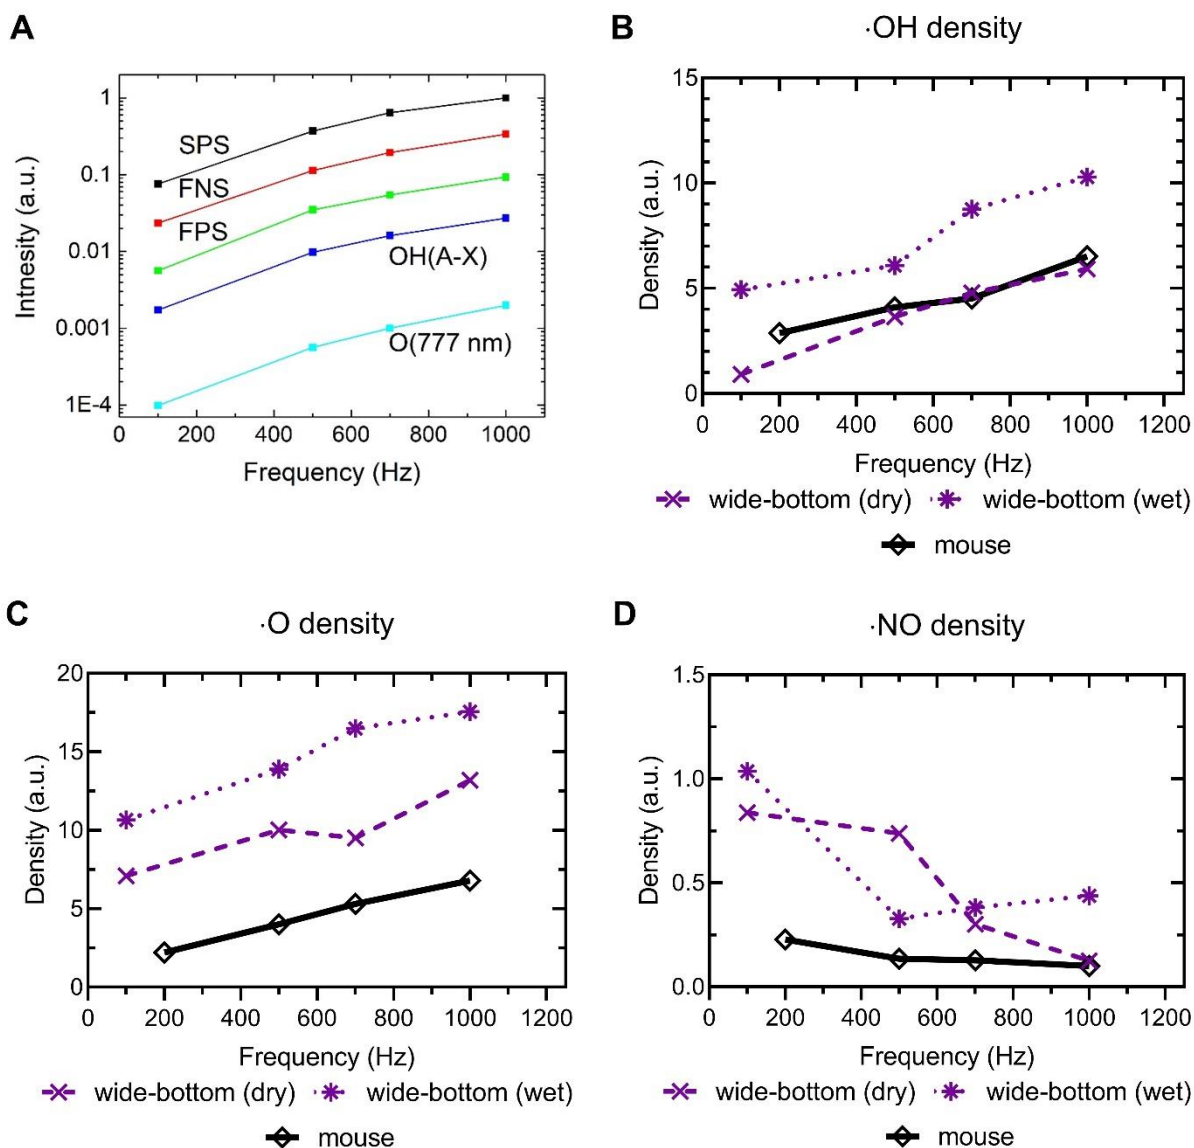 A
Intnesity (a.u.)
1
0.1
0.01
0.001
1E-4
SPS
FNS
FPS
OH(A-X)
O(777 nm)
0 200 400 600 800 1000
Frequency (Hz)
B
·OH density
Density (a.u.)
15
10
5
0
0 200 400 600 800 1000 1200
Frequency (Hz)
wide-bottom (dry) wide-bottom (wet)
mouse
C
·O density
Density (a.u.)
20
15
10
5
0
0 200 400 600 800 1000 1200
Frequency (Hz)
wide-bottom (dry) wide-bottom (wet)
mouse
D
·NO density
Density (a.u.)
1.5
1.0
0.5
0.0
0 200 400 600 800 1000 1200
Frequency (Hz)
wide-bottom (dry) wide-bottom (wet)
mouse